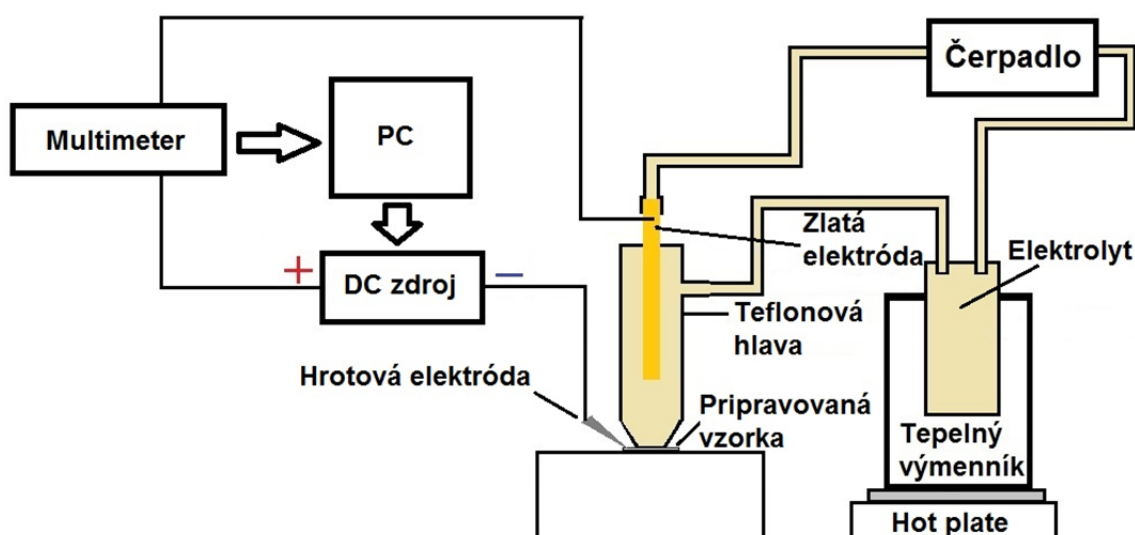 Čerpadlo
Multimeter
PC
Zlatá
elektróda
Elektrolyt
+
DC zdroj
−
Teflonová
hlava
Hrotová elektróda
Pripravovaná
vzorka
Tepelný
výmenník
Hot plate